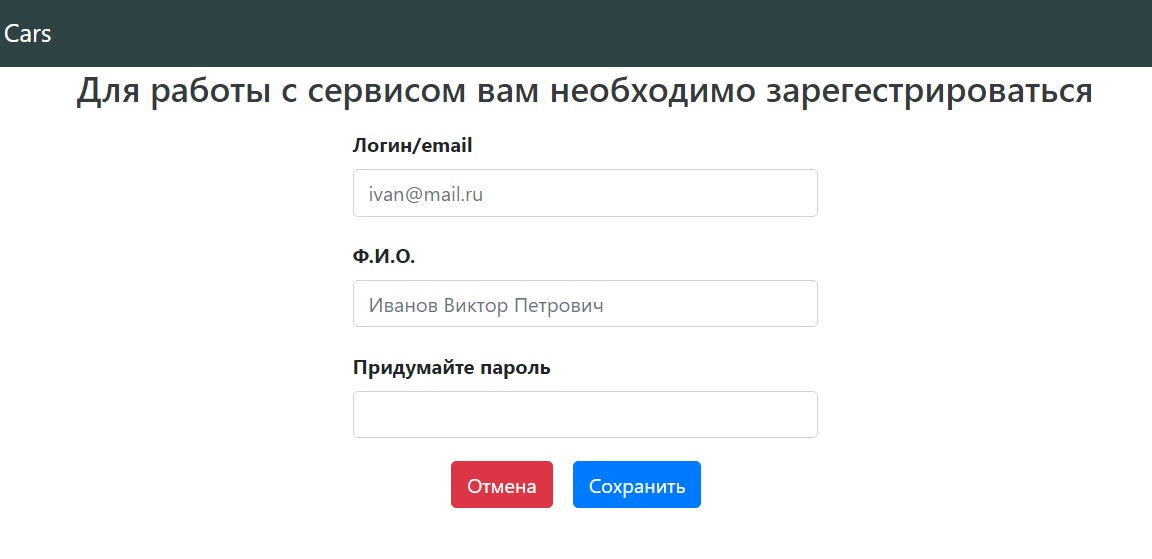 Cars
Для работы с сервисом вам необходимо зарегестрироваться
Логин/email
ivan@mail.ru
Ф.И.О.
Иванов Виктор Петрович
Придумайте пароль
Отмена
Сохранить